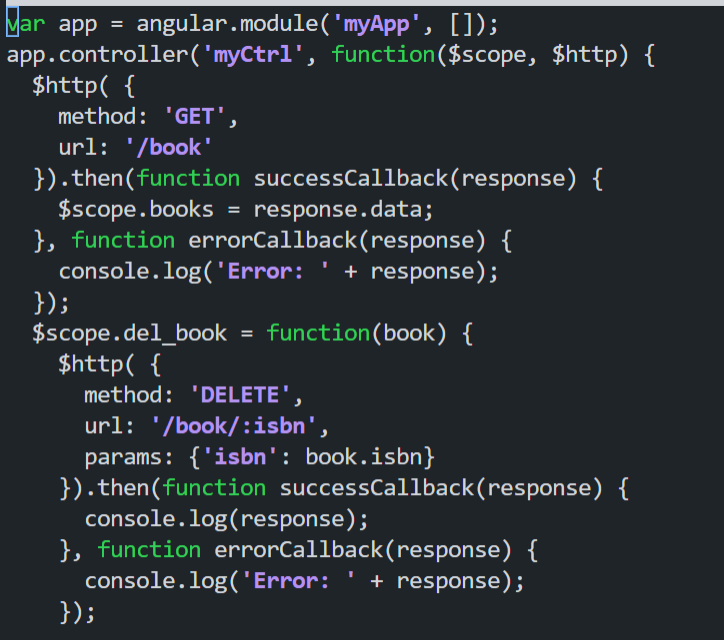 var app = angular.module('myApp', []);
app.controller('myCtrl', function($scope, $http) {
  $http( {
    method: 'GET',
    url: '/book'
  }).then(function successCallback(response) {
    $scope.books = response.data;
  }, function errorCallback(response) {
    console.log('Error: ' + response);
  });
  $scope.del_book = function(book) {
    $http( {
      method: 'DELETE',
      url: '/book/:isbn',
      params: {'isbn': book.isbn}
    }).then(function successCallback(response) {
      console.log(response);
    }, function errorCallback(response) {
      console.log('Error: ' + response);
    });